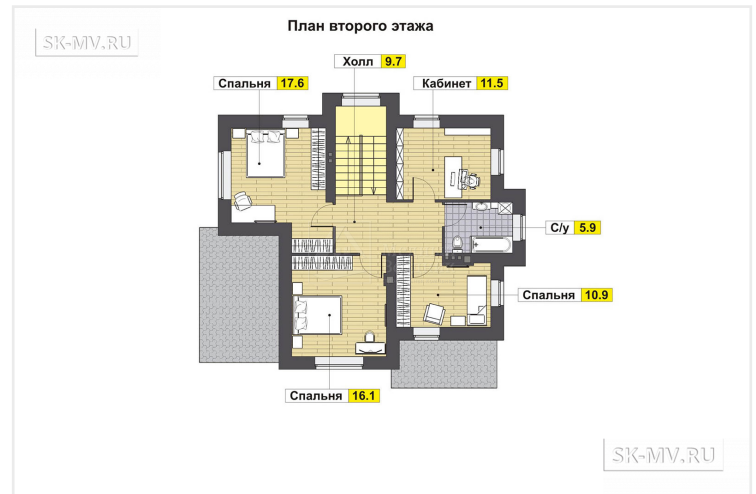 План второго этажа
SK-MV.RU
Холл 9.7
Спальня 17.6
Кабинет 11.5
С/у 5.9
Спальня 10.9
Спальня 16.1
SK-MV.RU